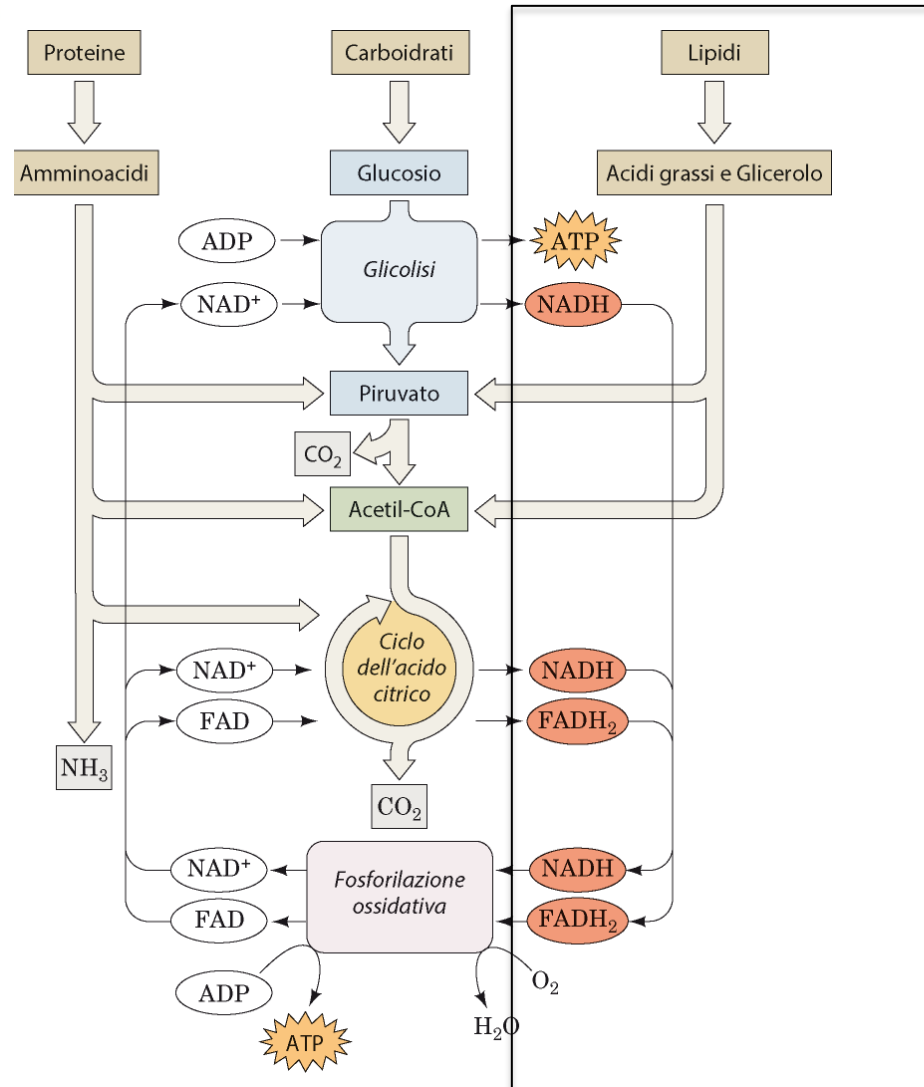 Proteine
Carboidrati
Lipidi
Amminoacidi
Glucosio
Acidi grassi e Glicerolo
ADP
Glicolisi
ATP
NAD⁺
NADH
Piruvato
CO₂
Acetil-CoA
Ciclo
dell'acido
citrico
NAD⁺
NADH
FAD
FADH₂
NH₃
CO₂
NAD⁺
Fosforilazione
ossidativa
NADH
FAD
FADH₂
ADP
O₂
ATP
H₂O